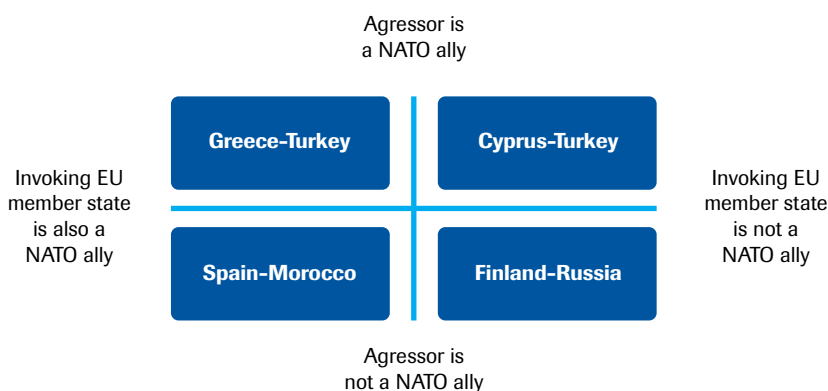 Agressor is
a NATO ally
Greece-Turkey
Cyprus-Turkey
Invoking EU
member state
is also a
NATO ally
Invoking EU
member state
is not a
NATO ally
Spain-Morocco
Finland-Russia
Agressor is
not a NATO ally